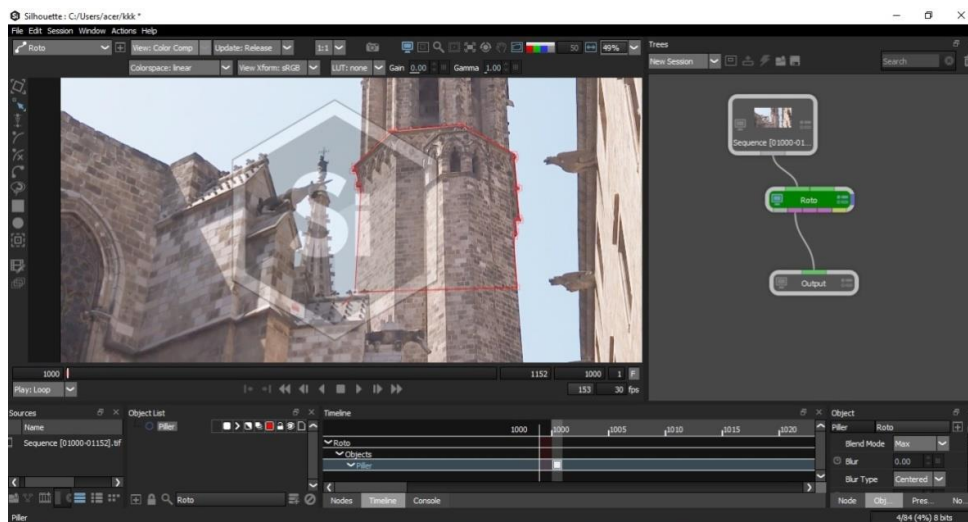 Silhouette : C:/Users/acer/kkk *
File Edit Session Window Actions Help
Roto View: Color Comp Update: Release 1:1 50 49%
Colorspace: linear View Xform: sRGB LUT: none Gain 0.00 Gamma 1.00
Trees
New Session Search
Sequence [01000-01...
Roto
Output
Si
1000 1152 1000 1 F
Play: Loop 153 30 fps
Sources Object List Timeline Object
Name Piller 1000 1000 1005 1010 1015 1020 Piller Roto
Sequence [01000-01152].tif Roto Blend Mode Max
Objects Blur 0.00
Piller Blur Type Centered
Roto Nodes Timeline Console Node Obj... Pres... No...
Piller 4/84 (4%) 8 bits